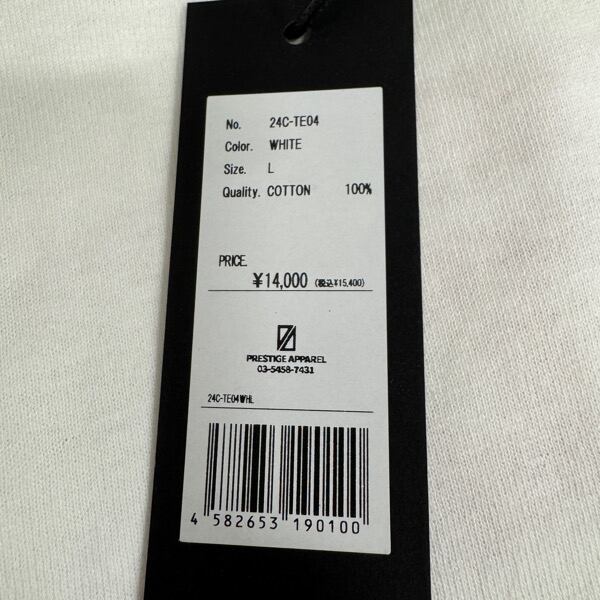 No. 24C-TE04
Color. WHITE
Size. L
Quality. COTTON 100%
PRICE.
¥14,000 (税込¥15,400)
PRESTIGE APPAREL
03-5458-7431
24C-TE04WHL
4 582653 190100